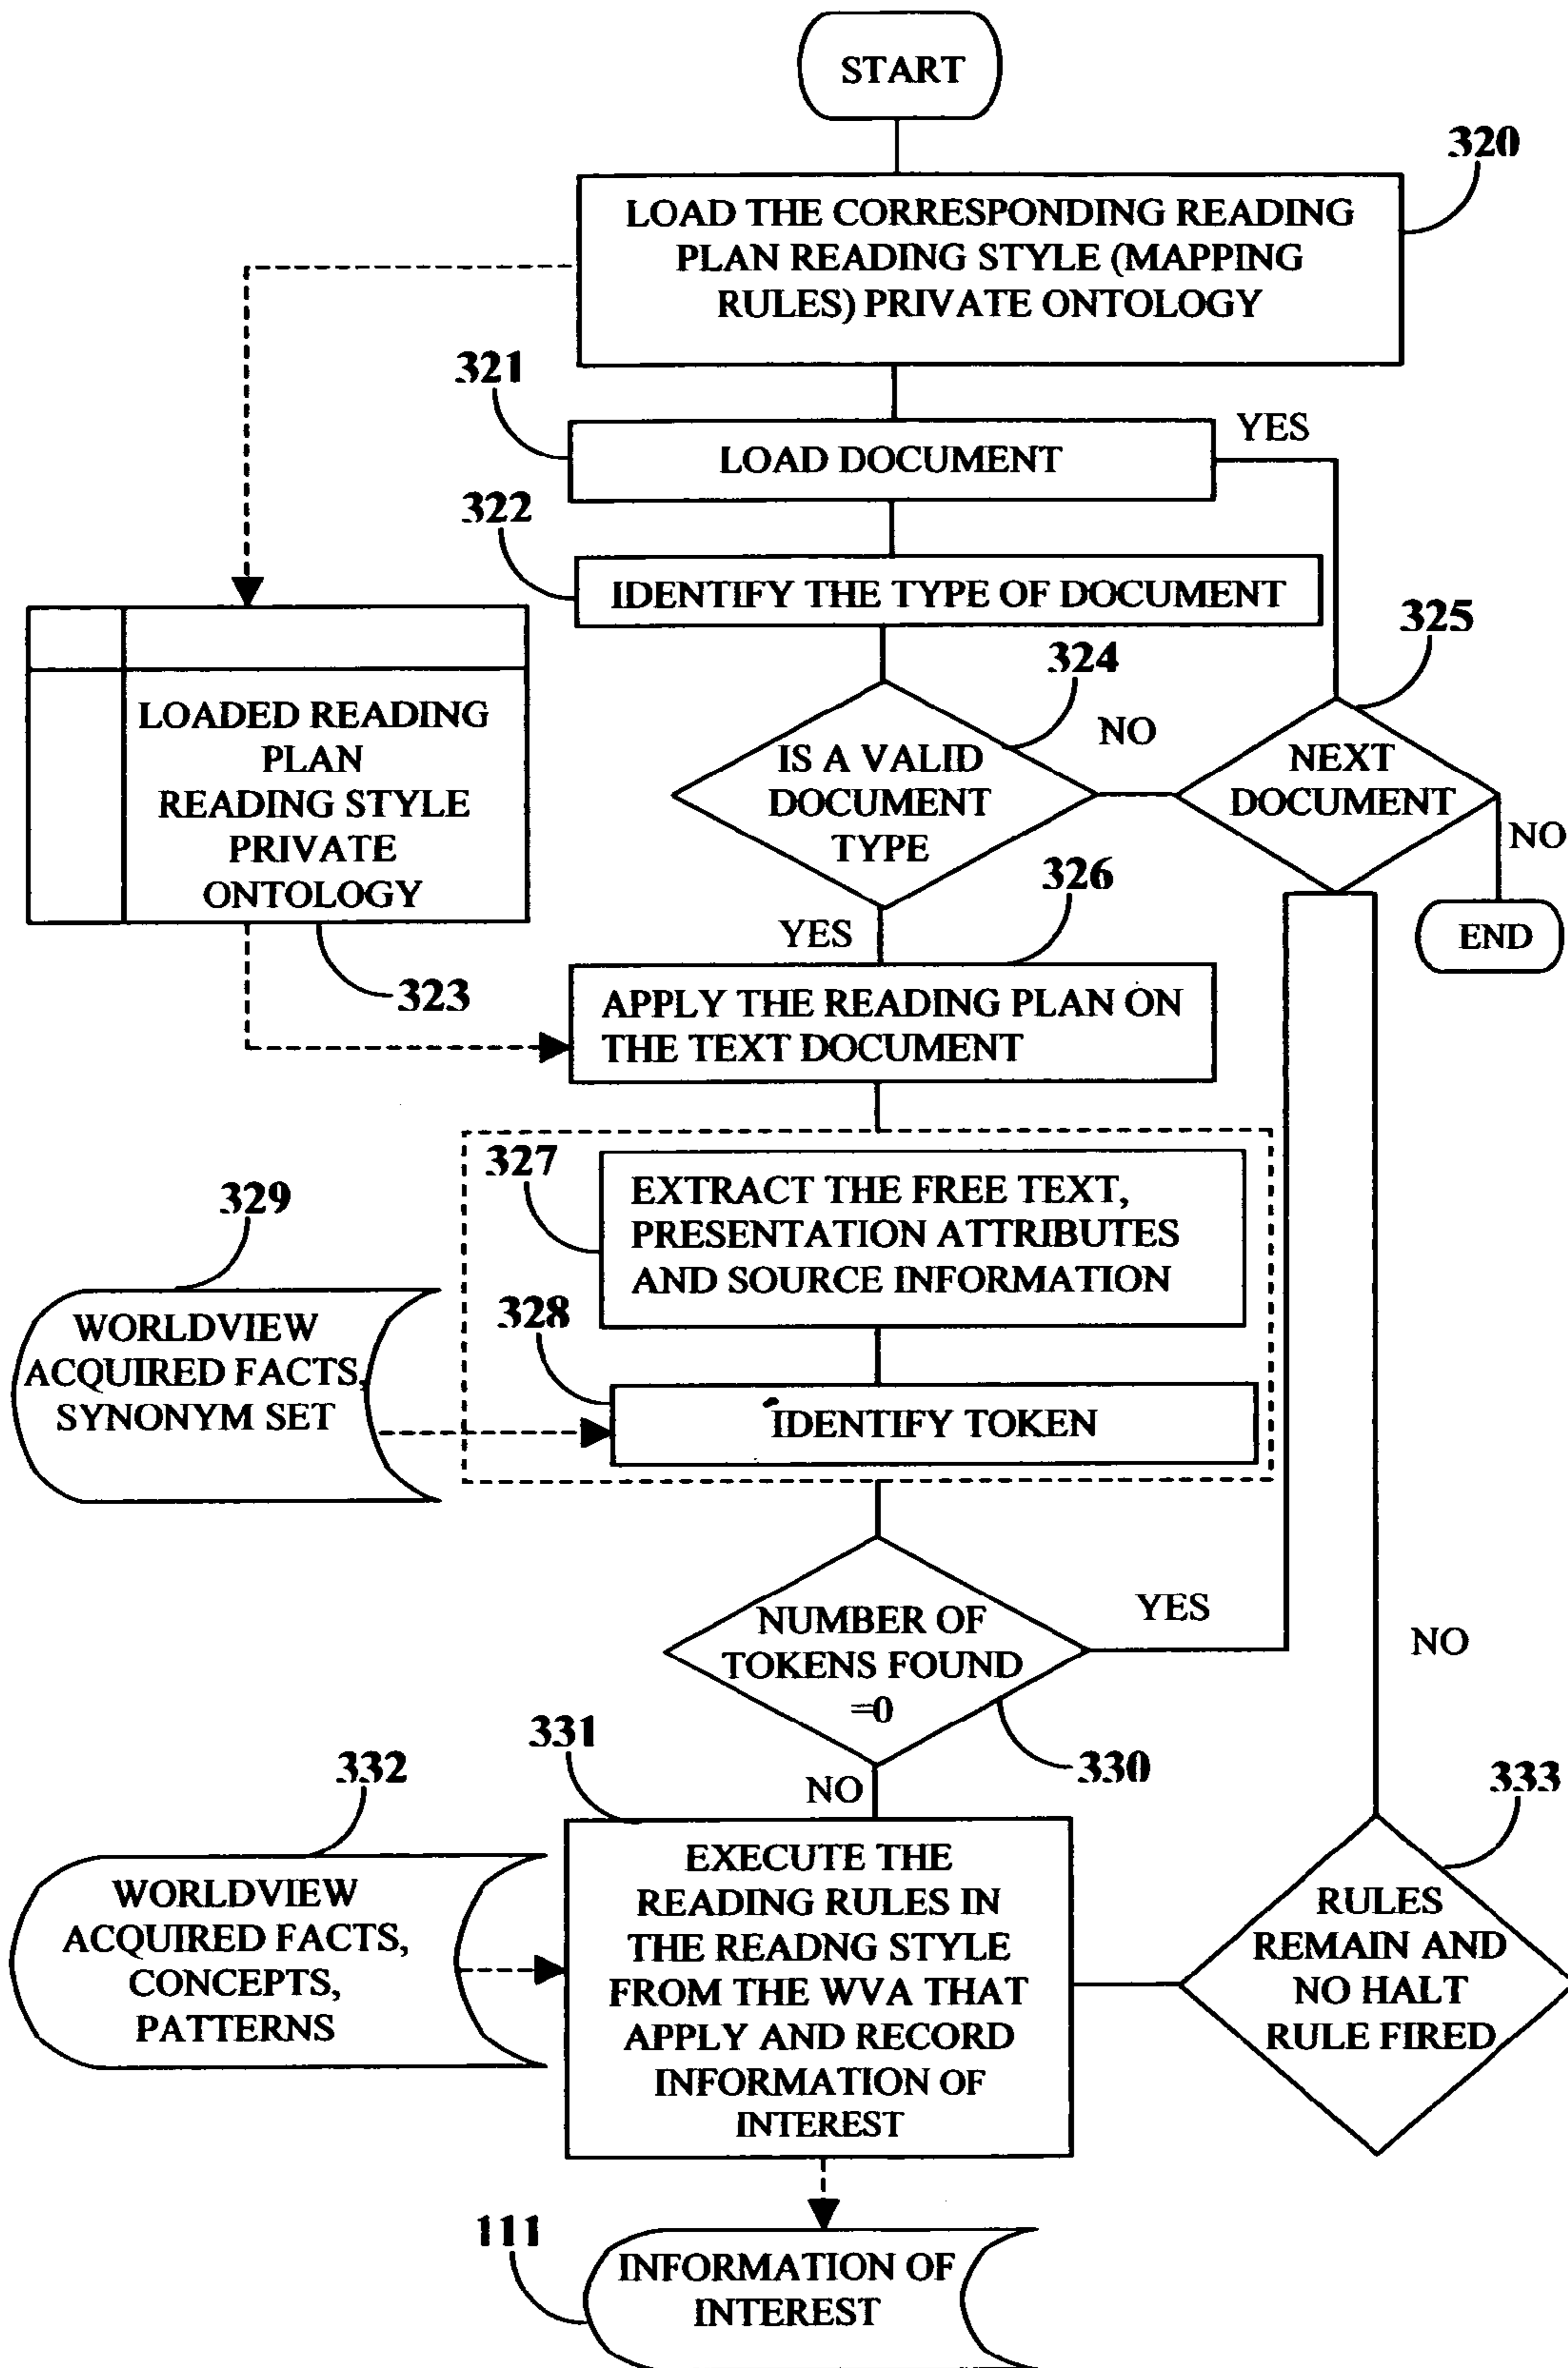 START
320
LOAD THE CORRESPONDING READING
PLAN READING STYLE (MAPPING
RULES) PRIVATE ONTOLOGY
321
LOAD DOCUMENT
YES
322
IDENTIFY THE TYPE OF DOCUMENT
325
324
LOADED READING
PLAN
READING STYLE
PRIVATE
ONTOLOGY
323
IS A VALID
DOCUMENT
TYPE
NO
NEXT
DOCUMENT
NO
END
YES
326
APPLY THE READING PLAN ON
THE TEXT DOCUMENT
327
EXTRACT THE FREE TEXT,
PRESENTATION ATTRIBUTES
AND SOURCE INFORMATION
329
WORLDVIEW
ACQUIRED FACTS,
SYNONYM SET
328
IDENTIFY TOKEN
NUMBER OF
TOKENS FOUND
=0
YES
NO
330
331
NO
332
WORLDVIEW
ACQUIRED FACTS,
CONCEPTS,
PATTERNS
EXECUTE THE
READING RULES IN
THE READNG STYLE
FROM THE WVA THAT
APPLY AND RECORD
INFORMATION OF
INTEREST
333
RULES
REMAIN AND
NO HALT
RULE FIRED
111
INFORMATION OF
INTEREST